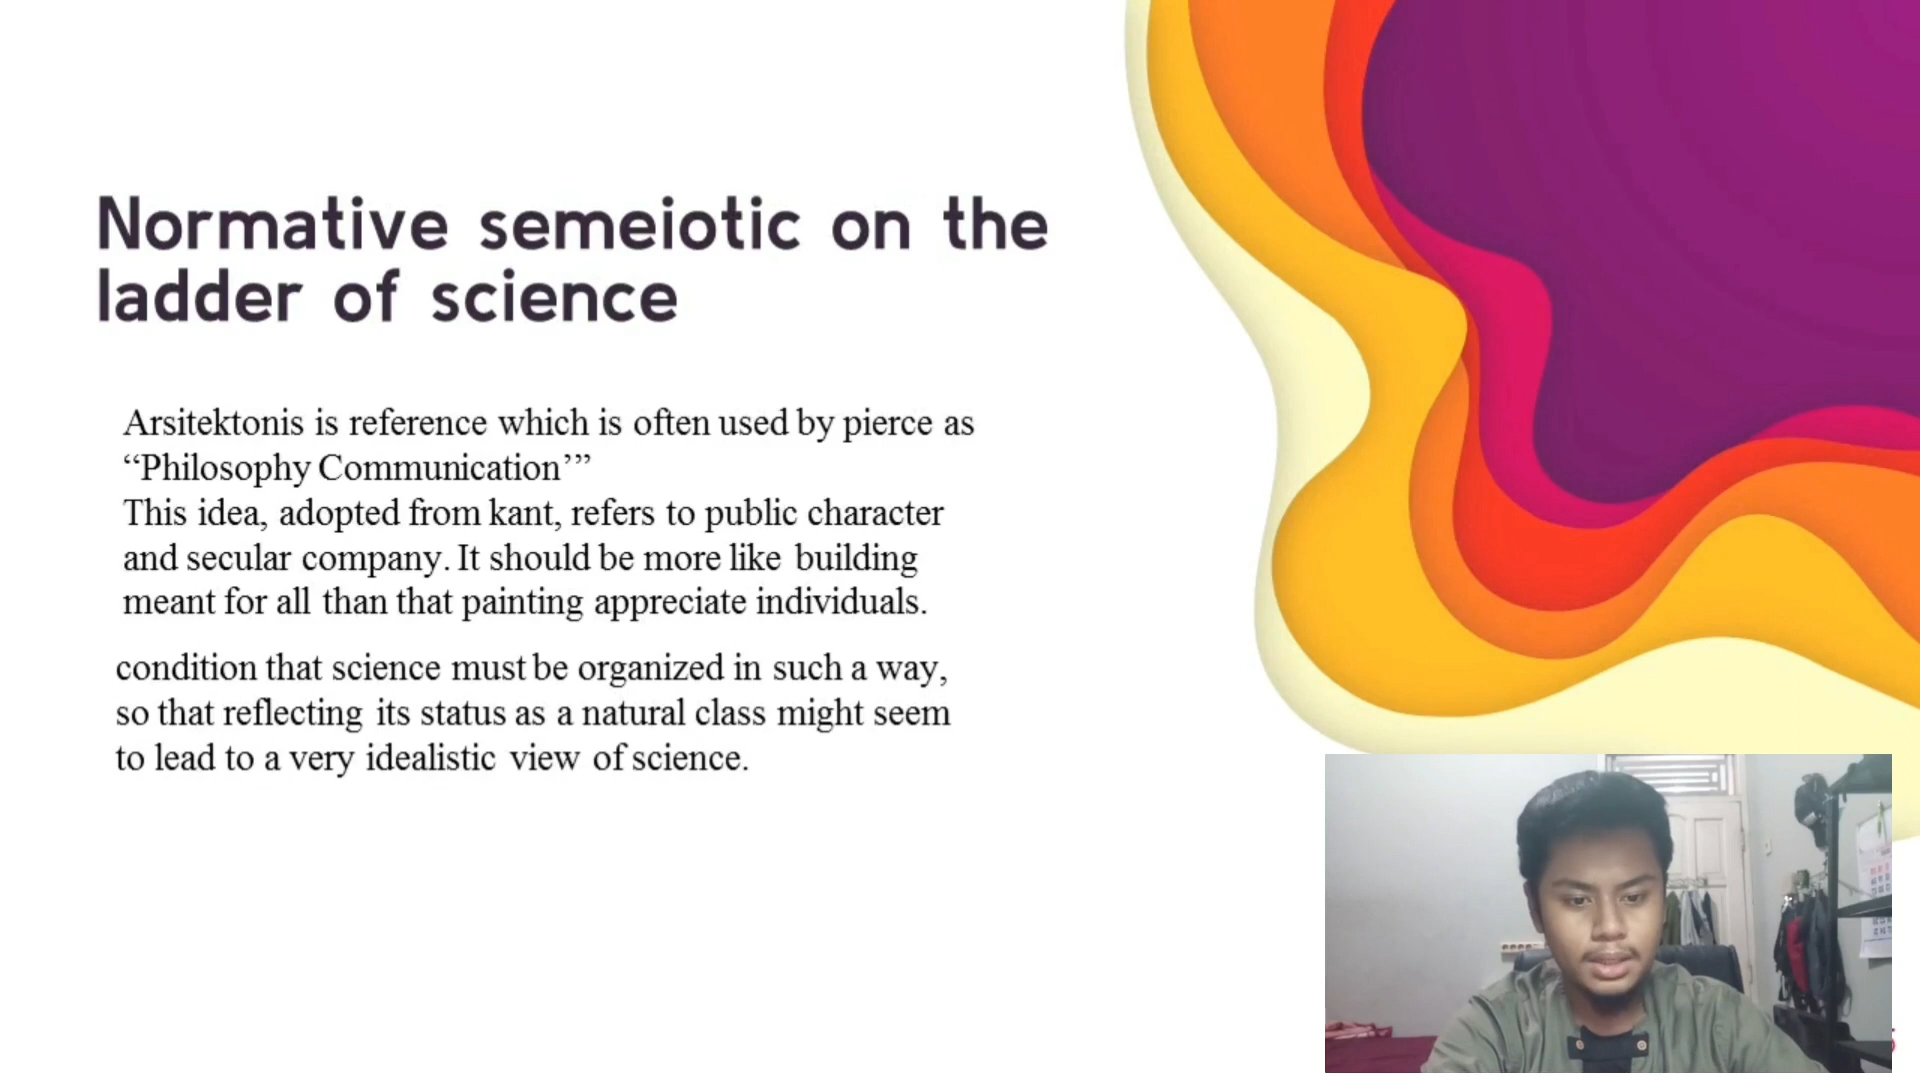 Normative semeiotic on the
ladder of science
Arsitektonis is reference which is often used by pierce as
“Philosophy Communication’”
This idea, adopted from kant, refers to public character
and secular company. It should be more like building
meant for all than that painting appreciate individuals.
condition that science must be organized in such a way,
so that reflecting its status as a natural class might seem
to lead to a very idealistic view of science.